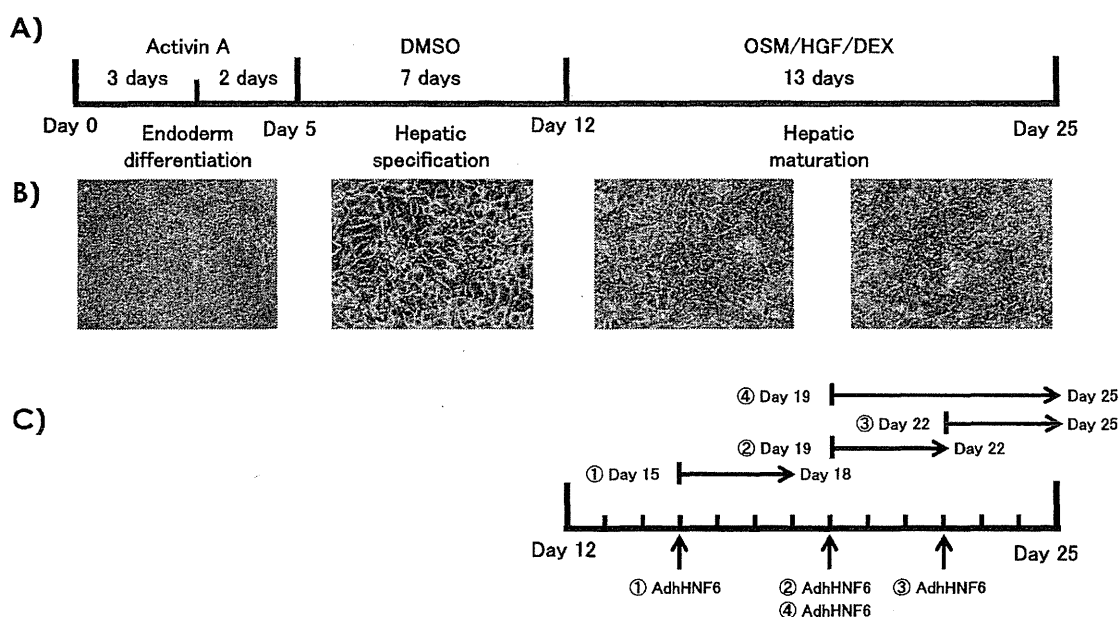 A)
Activin A
DMSO
OSM/HGF/DEX
3 days
2 days
7 days
13 days
Day 0
Day 5
Day 12
Day 25
Endoderm
differentiation
Hepatic
specification
Hepatic
maturation
B)
C)
④ Day 19
Day 25
③ Day 22
Day 25
② Day 19
Day 22
① Day 15
Day 18
Day 12
Day 25
① AdhHNF6
② AdhHNF6
③ AdhHNF6
④ AdhHNF6